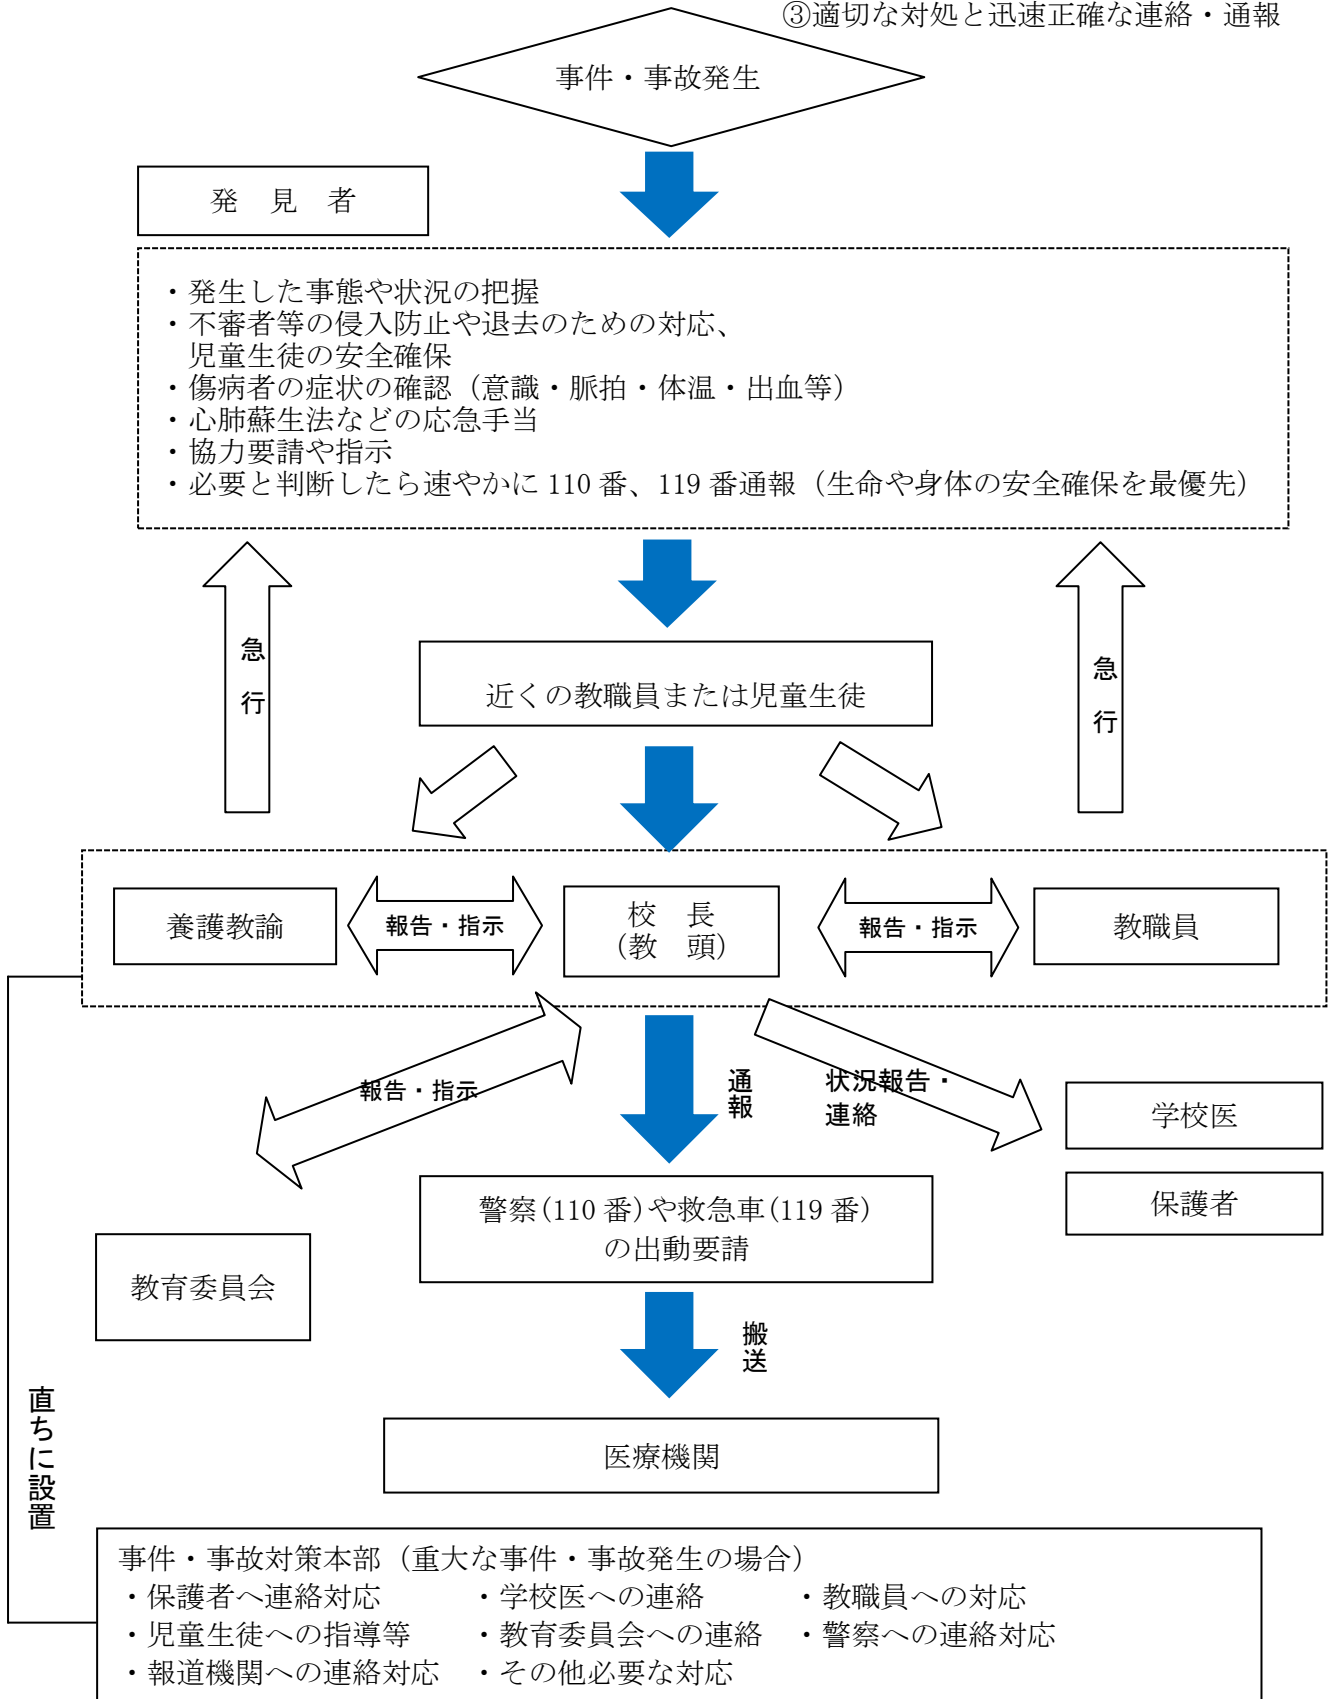 ③適切な対処と迅速正確な連絡・通報
事件・事故発生
発　見　者
・発生した事態や状況の把握
・不審者等の侵入防止や退去のための対応、
児童生徒の安全確保
・傷病者の症状の確認（意識・脈拍・体温・出血等）
・心肺蘇生法などの応急手当
・協力要請や指示
・必要と判断したら速やかに 110 番、119 番通報（生命や身体の安全確保を最優先）
急行
急行
近くの教職員または児童生徒
養護教諭
報告・指示
校　長
(教　頭)
報告・指示
教職員
報告・指示
通報
状況報告・
連絡
学校医
保護者
警察(110 番)や救急車(119 番)
の出動要請
教育委員会
搬送
医療機関
直ちに設置
事件・事故対策本部（重大な事件・事故発生の場合）
・保護者へ連絡対応　・学校医への連絡　・教職員への対応
・児童生徒への指導等　・教育委員会への連絡　・警察への連絡対応
・報道機関への連絡対応　・その他必要な対応